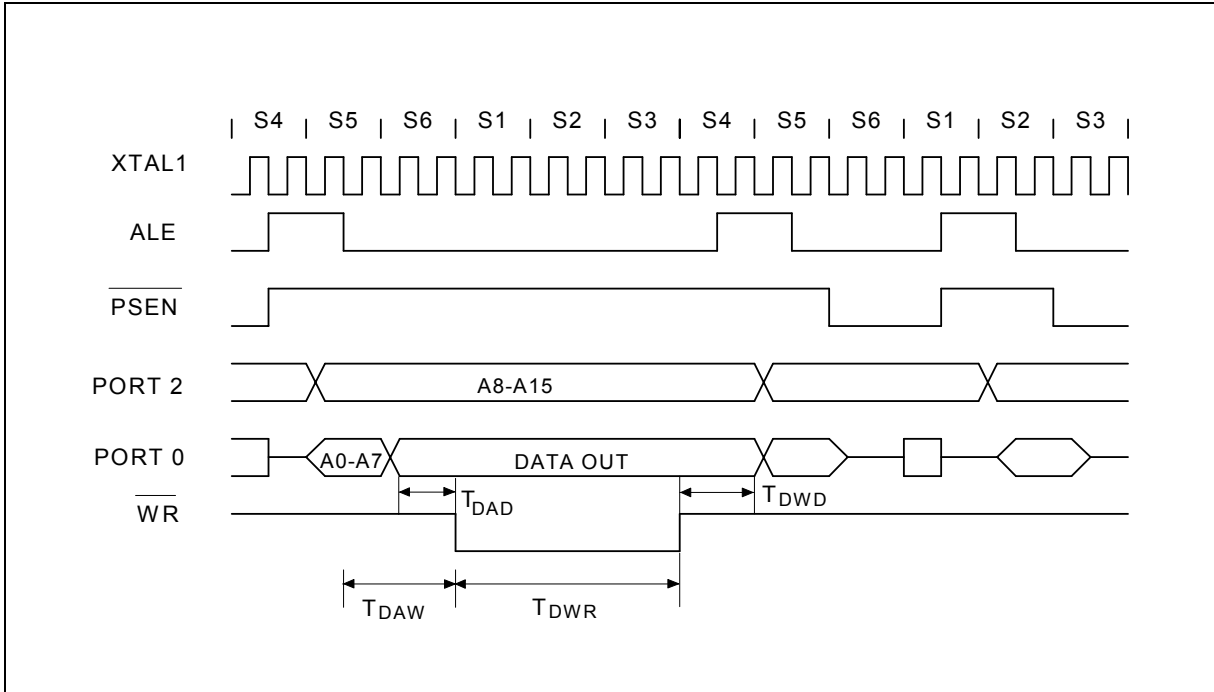 S4 S5 S6 S1 S2 S3 S4 S5 S6 S1 S2 S3
XTAL1
ALE
PSEN
PORT 2 A8-A15
PORT 0 A0-A7 DATA OUT
WR TDAD TDWD
TDAW TDWR